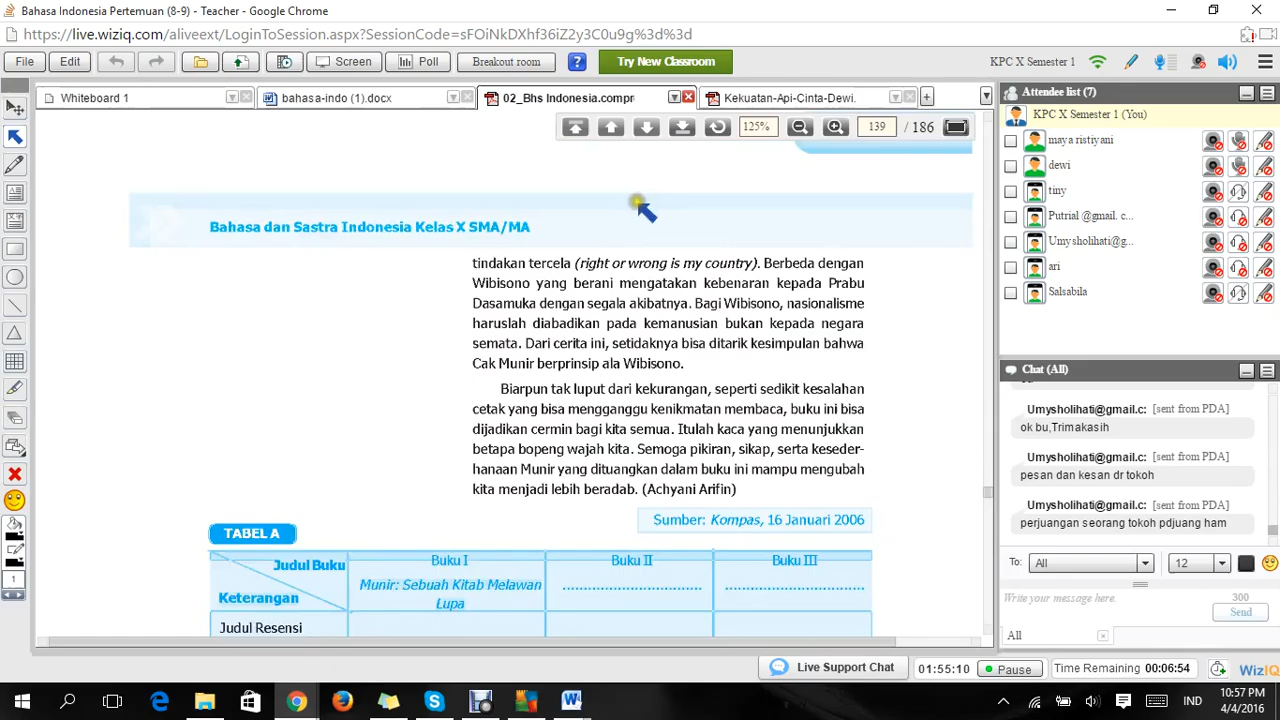 Bahasa Indonesia Pertemuan (8-9) - Teacher - Google Chrome
https://live.wiziq.com/aliveext/LoginToSession.aspx?SessionCode=sFOiNkDXhf36iZ2y3C0u9g%3d%3d
File Edit Screen Poll Breakout room ? Try New Classroom KPC X Semester 1
Whiteboard 1 bahasa-indo (1).docx 02_Bhs Indonesia.compre Kekuatan-Api-Cinta-Dewi.
125% 139 / 186
Bahasa dan Sastra Indonesia Kelas X SMA/MA
tindakan tercela (right or wrong is my country). Berbeda dengan
Wibisono yang berani mengatakan kebenaran kepada Prabu
Dasamuka dengan segala akibatnya. Bagi Wibisono, nasionalisme
haruslah diabadikan pada kemanusian bukan kepada negara
semata. Dari cerita ini, setidaknya bisa ditarik kesimpulan bahwa
Cak Munir berprinsip ala Wibisono.
Biarpun tak luput dari kekurangan, seperti sedikit kesalahan
cetak yang bisa mengganggu kenikmatan membaca, buku ini bisa
dijadikan cermin bagi kita semua. Itulah kaca yang menunjukkan
betapa bopeng wajah kita. Semoga pikiran, sikap, serta keseder-
hanaan Munir yang dituangkan dalam buku ini mampu mengubah
kita menjadi lebih beradab. (Achyani Arifin)
Sumber: Kompas, 16 Januari 2006
TABEL A
Judul Buku Buku I Buku II Buku III
Keterangan Munir: Sebuah Kitab Melawan
Lupa
Judul Resensi
1
Attendee list (7)
KPC X Semester 1 (You)
maya ristiyani
dewi
tiny
Putrial @gmail. c...
Umysholihati@g...
ari
Salsabila
Chat (All)
Umysholihati@gmail.c: [sent from PDA]
ok bu,Trimakasih
Umysholihati@gmail.c: [sent from PDA]
pesan dan kesan dr tokoh
Umysholihati@gmail.c: [sent from PDA]
perjuangan seorang tokoh pdjuang ham
To: All 12
Write your message here. 300
Send
All
Live Support Chat 01:55:10 Pause Time Remaining 00:06:54 WizIQ
IND 10:57 PM
4/4/2016